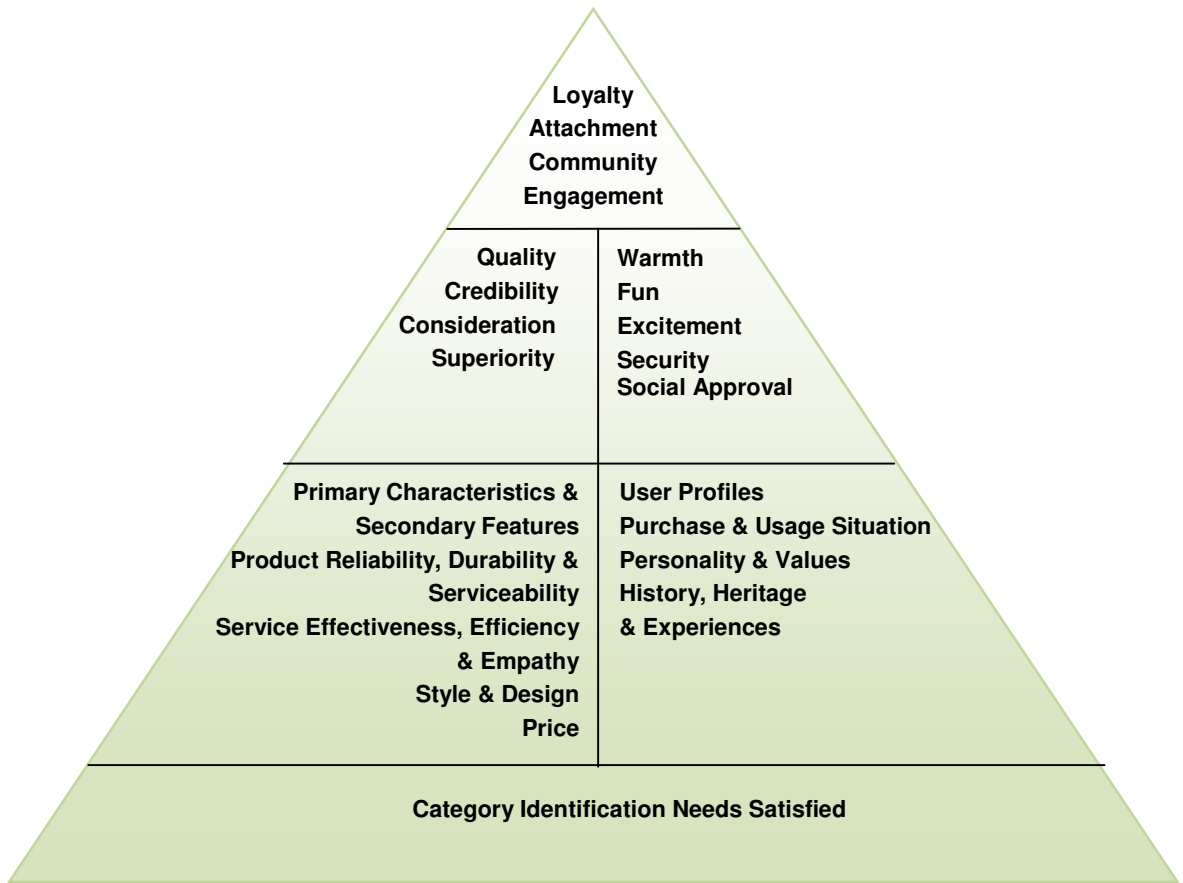 Loyalty
Attachment
Community
Engagement
Quality
Credibility
Consideration
Superiority
Warmth
Fun
Excitement
Security
Social Approval
Primary Characteristics &
Secondary Features
Product Reliability, Durability &
Serviceability
Service Effectiveness, Efficiency
& Empathy
Style & Design
Price
User Profiles
Purchase & Usage Situation
Personality & Values
History, Heritage
& Experiences
Category Identification Needs Satisfied